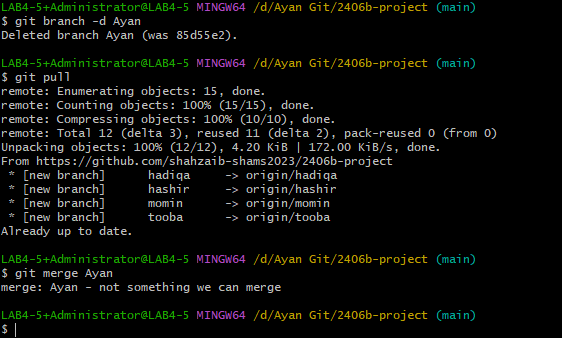 LAB4-5+Administrator@LAB4-5 MINGW64 /d/Ayan Git/2406b-project (main)
$ git branch -d Ayan
Deleted branch Ayan (was 85d55e2).
LAB4-5+Administrator@LAB4-5 MINGW64 /d/Ayan Git/2406b-project (main)
$ git pull
remote: Enumerating objects: 15, done.
remote: Counting objects: 100% (15/15), done.
remote: Compressing objects: 100% (10/10), done.
remote: Total 12 (delta 3), reused 11 (delta 2), pack-reused 0 (from 0)
Unpacking objects: 100% (12/12), 4.20 KiB | 172.00 KiB/s, done.
From https://github.com/shahzaib-shams2023/2406b-project
 * [new branch]      hadiqa     -> origin/hadiqa
 * [new branch]      hashir     -> origin/hashir
 * [new branch]      momin      -> origin/momin
 * [new branch]      tooba      -> origin/tooba
Already up to date.
LAB4-5+Administrator@LAB4-5 MINGW64 /d/Ayan Git/2406b-project (main)
$ git merge Ayan
merge: Ayan - not something we can merge
LAB4-5+Administrator@LAB4-5 MINGW64 /d/Ayan Git/2406b-project (main)
$